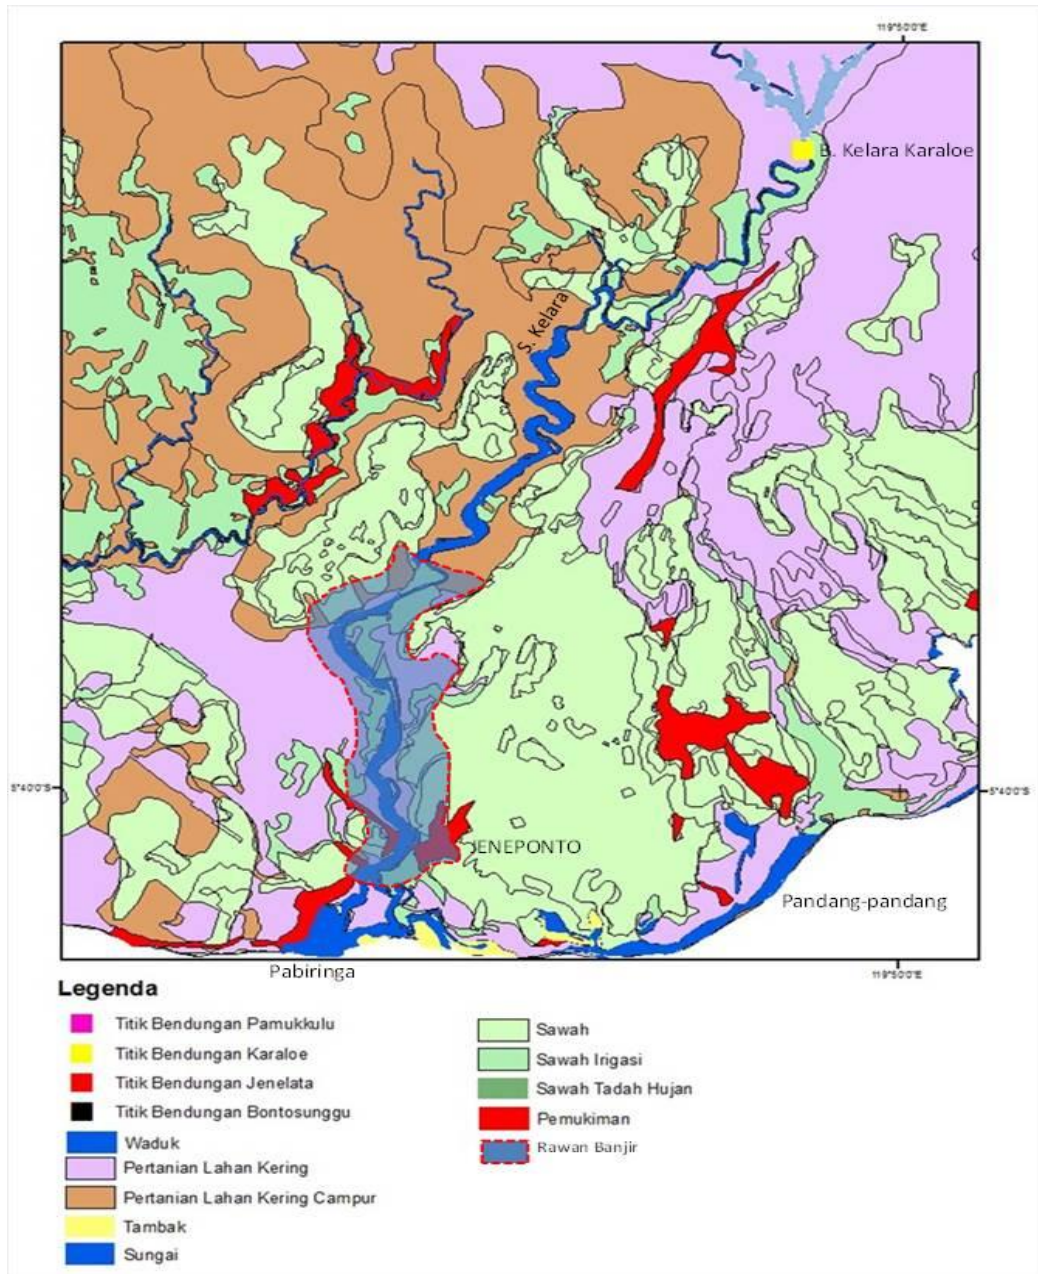 119°50'0"E
B. Kelara Karaloe
S. Kelara
5°40'0"S
5°40'0"S
JENEPONTO
Pandang-pandang
Pabiringa
119°50'0"E
Legenda
Titik Bendungan Pamukkulu
Titik Bendungan Karaloe
Titik Bendungan Jenelata
Titik Bendungan Bontosunggu
Waduk
Pertanian Lahan Kering
Pertanian Lahan Kering Campur
Tambak
Sungai
Sawah
Sawah Irigasi
Sawah Tadah Hujan
Pemukiman
Rawan Banjir